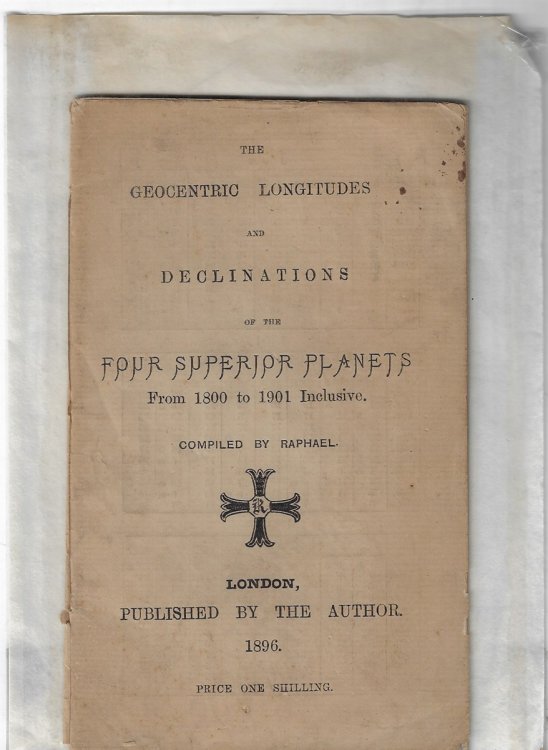 THE
GEOCENTRIC LONGITUDES
AND
DECLINATIONS
OF THE
FOUR SUPERIOR PLANETS
From 1800 to 1901 Inclusive.
COMPILED BY RAPHAEL.
R
LONDON,
PUBLISHED BY THE AUTHOR.
1896.
PRICE ONE SHILLING.